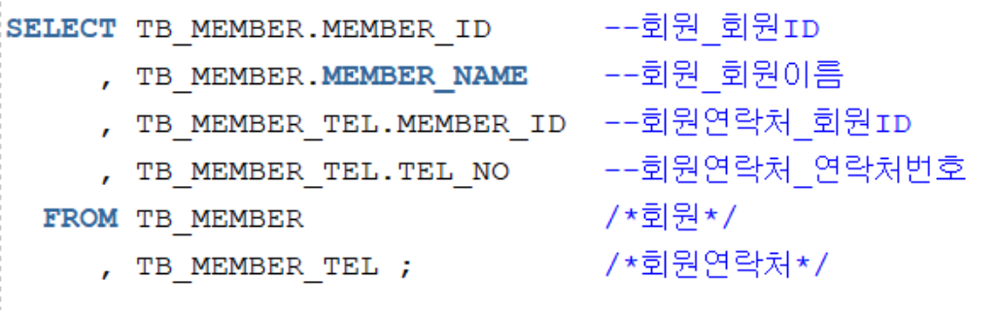 SELECT TB_MEMBER.MEMBER_ID --회원_회원ID
, TB_MEMBER.MEMBER_NAME --회원_회원이름
, TB_MEMBER_TEL.MEMBER_ID --회원연락처_회원ID
, TB_MEMBER_TEL.TEL_NO --회원연락처_연락처번호
FROM TB_MEMBER /*회원*/
, TB_MEMBER_TEL ; /*회원연락처*/